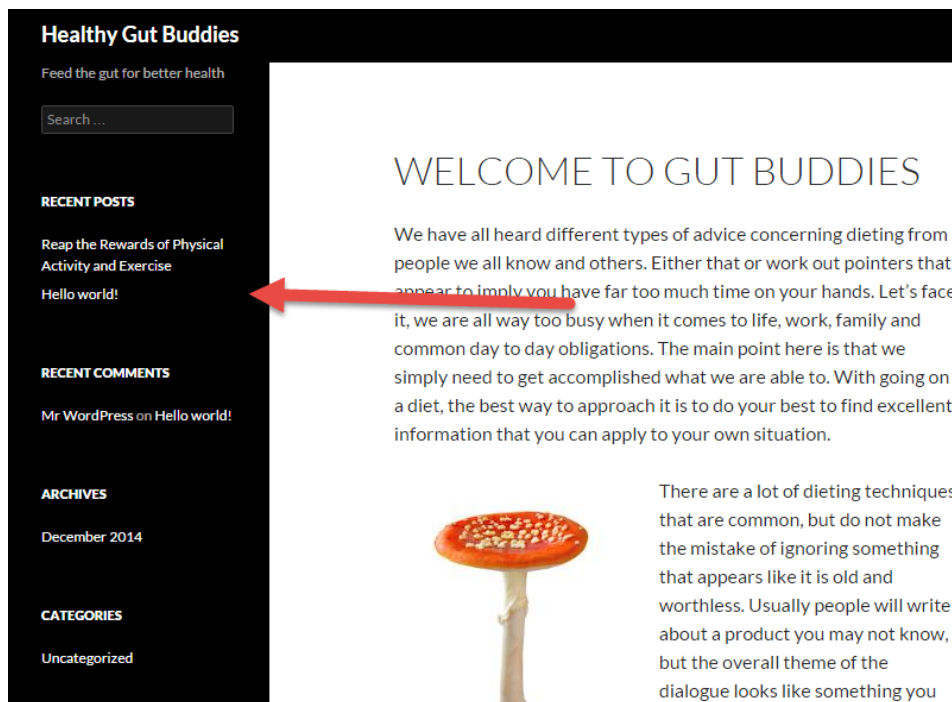 Healthy Gut Buddies
Feed the gut for better health
Search ...
RECENT POSTS
Reap the Rewards of Physical
Activity and Exercise
Hello world!
RECENT COMMENTS
Mr WordPress on Hello world!
ARCHIVES
December 2014
CATEGORIES
Uncategorized
WELCOME TO GUT BUDDIES
We have all heard different types of advice concerning dieting from
people we all know and others. Either that or work out pointers that
appear to imply you have far too much time on your hands. Let’s face
it, we are all way too busy when it comes to life, work, family and
common day to day obligations. The main point here is that we
simply need to get accomplished what we are able to. With going on
a diet, the best way to approach it is to do your best to find excellent
information that you can apply to your own situation.
There are a lot of dieting techniques
that are common, but do not make
the mistake of ignoring something
that appears like it is old and
worthless. Usually people will write
about a product you may not know,
but the overall theme of the
dialogue looks like something you